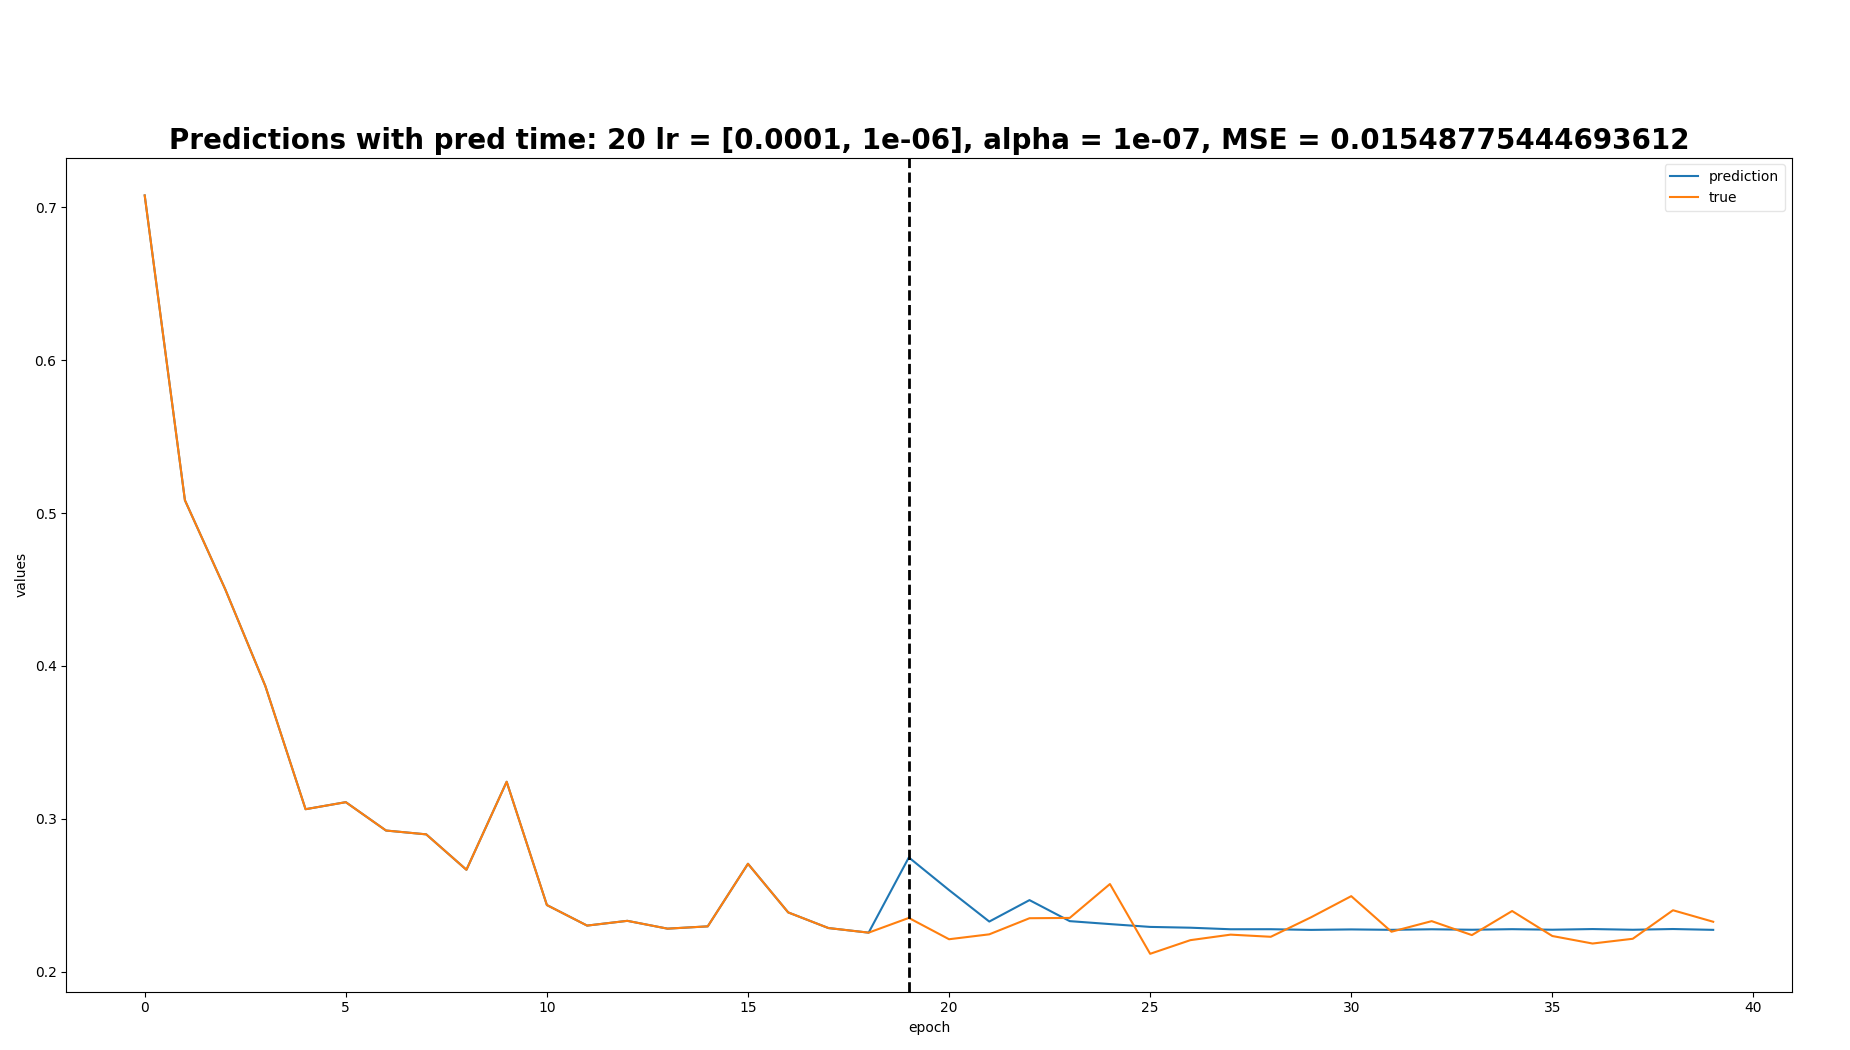 Predictions with pred time: 20 lr = [0.0001, 1e-06], alpha = 1e-07, MSE = 0.01548775444693612
prediction
true
0.7
0.6
0.5
0.4
0.3
0.2
values
0 5 10 15 20 25 30 35 40
epoch